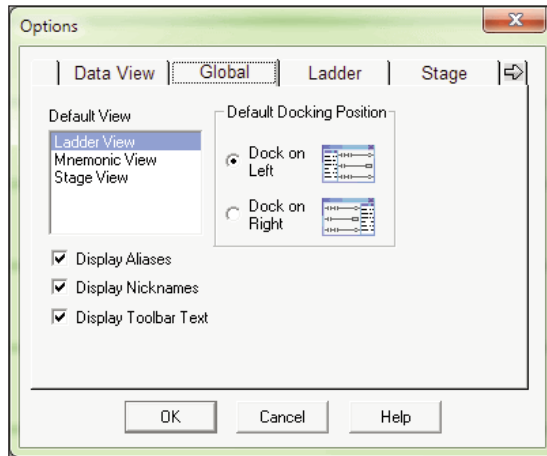 Options
Data View
Global
Ladder
Stage
Default View
Ladder View
Mnemonic View
Stage View
Default Docking Position
Dock on
Left
Dock on
Right
Display Aliases
Display Nicknames
Display Toolbar Text
OK
Cancel
Help